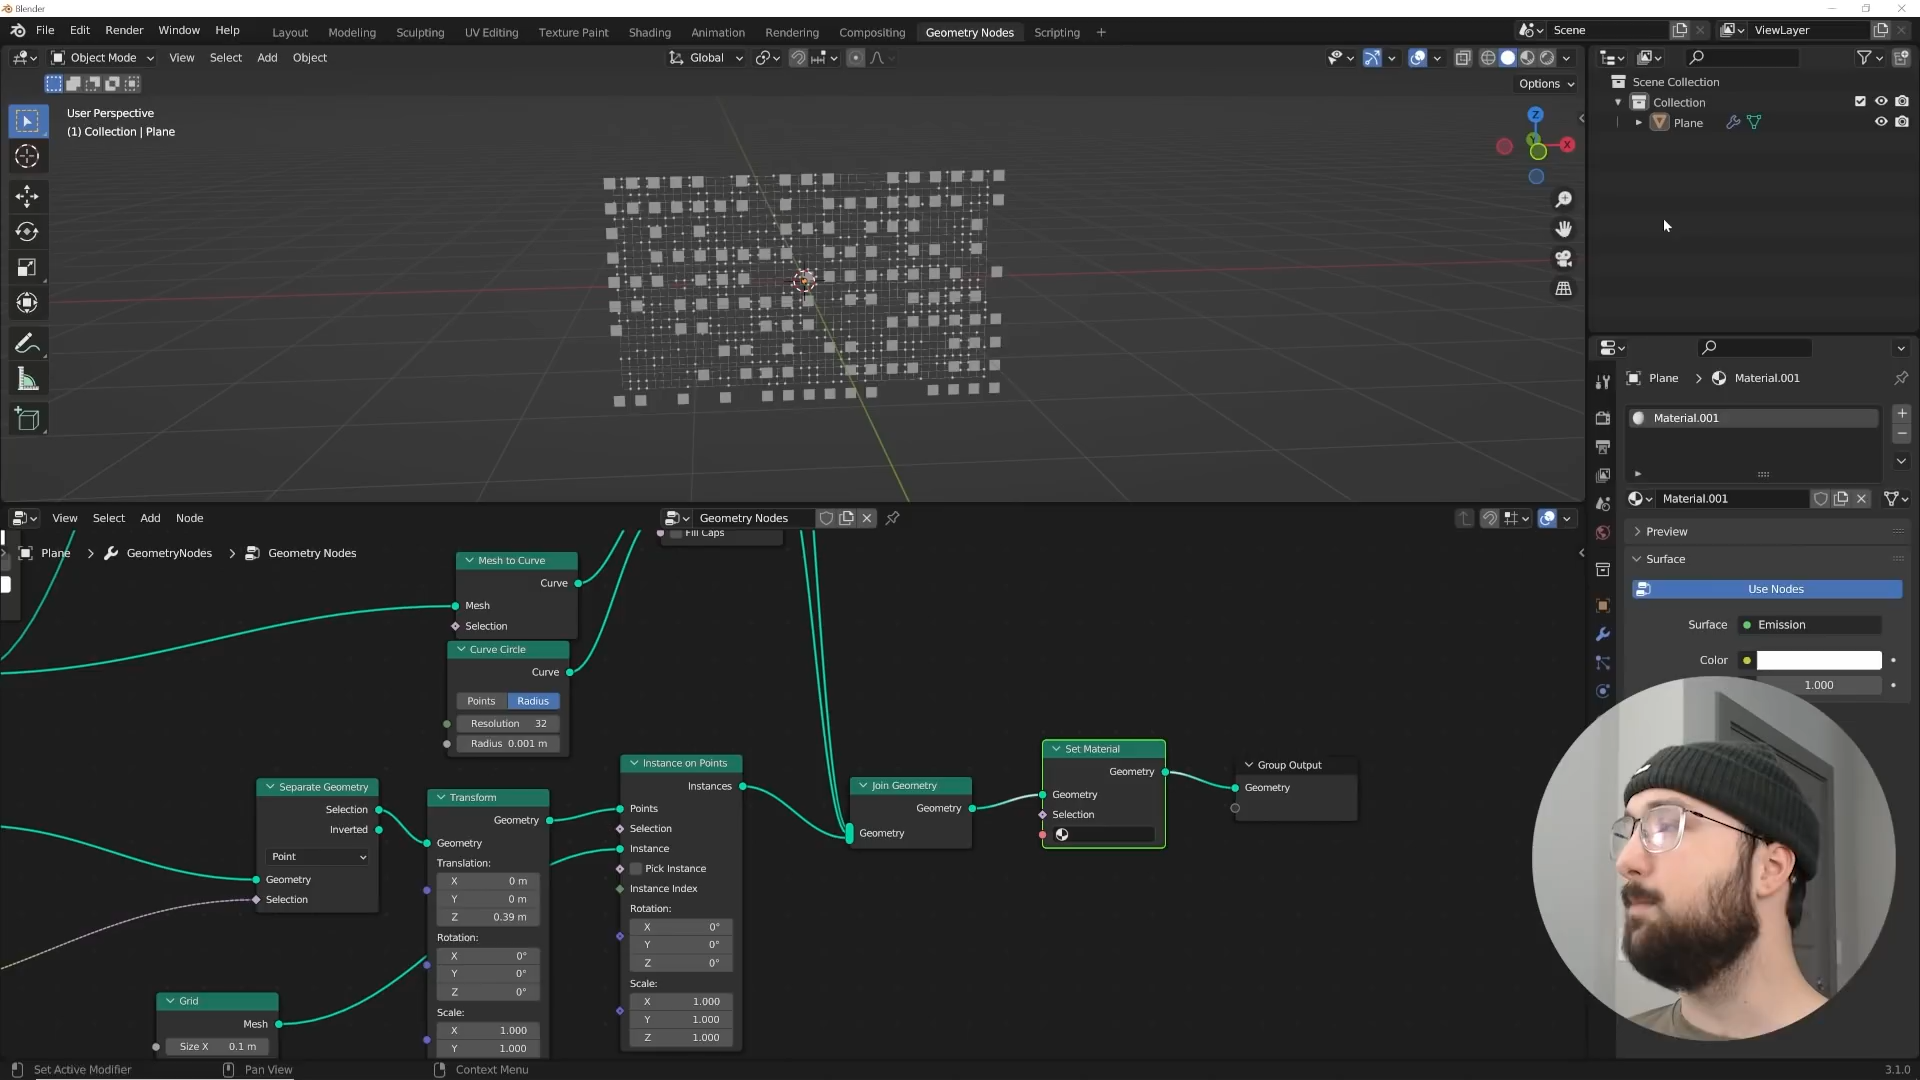 Blender
File Edit Render Window Help
Layout Modeling Sculpting UV Editing Texture Paint Shading Animation Rendering Compositing Geometry Nodes Scripting +
Scene
ViewLayer
Object Mode View Select Add Object
Global
Options
User Perspective
(1) Collection | Plane
Z
X
Y
Scene Collection
Collection
Plane
Plane > Material.001
Material.001
Material.001
Preview
Surface
Use Nodes
Surface Emission
Color
1.000
View Select Add Node
Geometry Nodes
Plane > GeometryNodes > Geometry Nodes
Fill Caps
Mesh to Curve
Curve
Mesh
Selection
Curve Circle
Curve
Points Radius
Resolution 32
Radius 0.001 m
Separate Geometry
Selection
Inverted
Point
Geometry
Selection
Grid
Mesh
Size X 0.1 m
Transform
Geometry
Geometry
Translation:
X 0 m
Y 0 m
Z 0.39 m
Rotation:
X 0°
Y 0°
Z 0°
Scale:
X 1.000
Y 1.000
Instance on Points
Instances
Points
Selection
Instance
Pick Instance
Instance Index
Rotation:
X 0°
Y 0°
Z 0°
Scale:
X 1.000
Y 1.000
Z 1.000
Join Geometry
Geometry
Geometry
Set Material
Geometry
Geometry
Selection
Group Output
Geometry
Set Active Modifier
Pan View
Context Menu
3.1.0